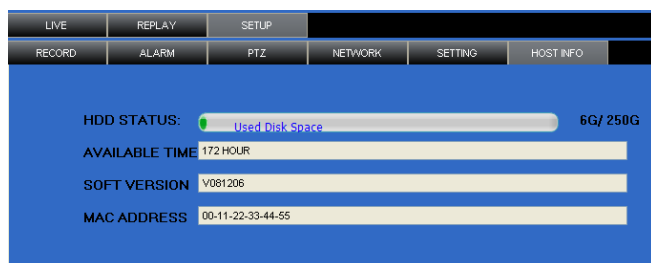 LIVE REPLAY SETUP
RECORD ALARM PTZ NETWORK SETTING HOST INFO
HDD STATUS: Used Disk Space 6G/ 250G
AVAILABLE TIME 172 HOUR
SOFT VERSION V081206
MAC ADDRESS 00-11-22-33-44-55